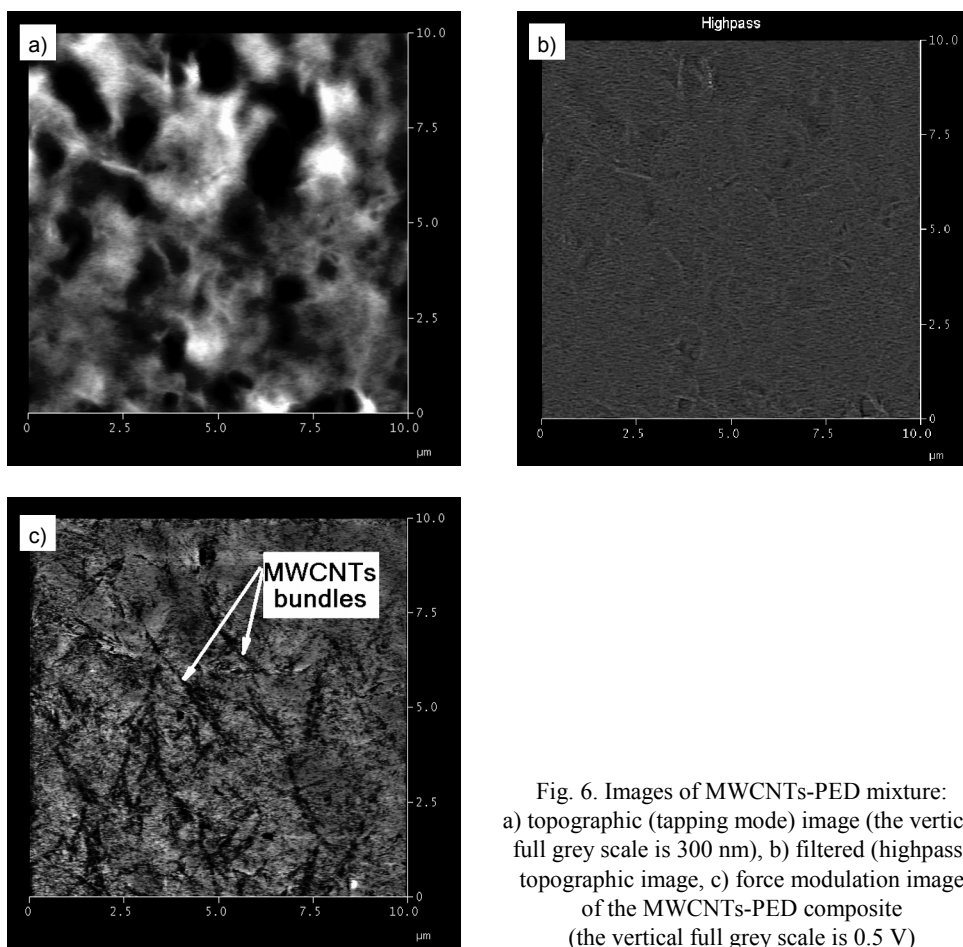 a)
10.0
7.5
5.0
2.5
0
0 2.5 5.0 7.5 10.0
µm
Highpass
b)
10.0
7.5
5.0
2.5
0
0 2.5 5.0 7.5 10.0
µm
c)
MWCNTs
bundles
10.0
7.5
5.0
2.5
0
0 2.5 5.0 7.5 10.0
µm
Fig. 6. Images of MWCNTs-PED mixture:
a) topographic (tapping mode) image (the vertic
full grey scale is 300 nm), b) filtered (highpass
topographic image, c) force modulation image
of the MWCNTs-PED composite
(the vertical full grey scale is 0.5 V)